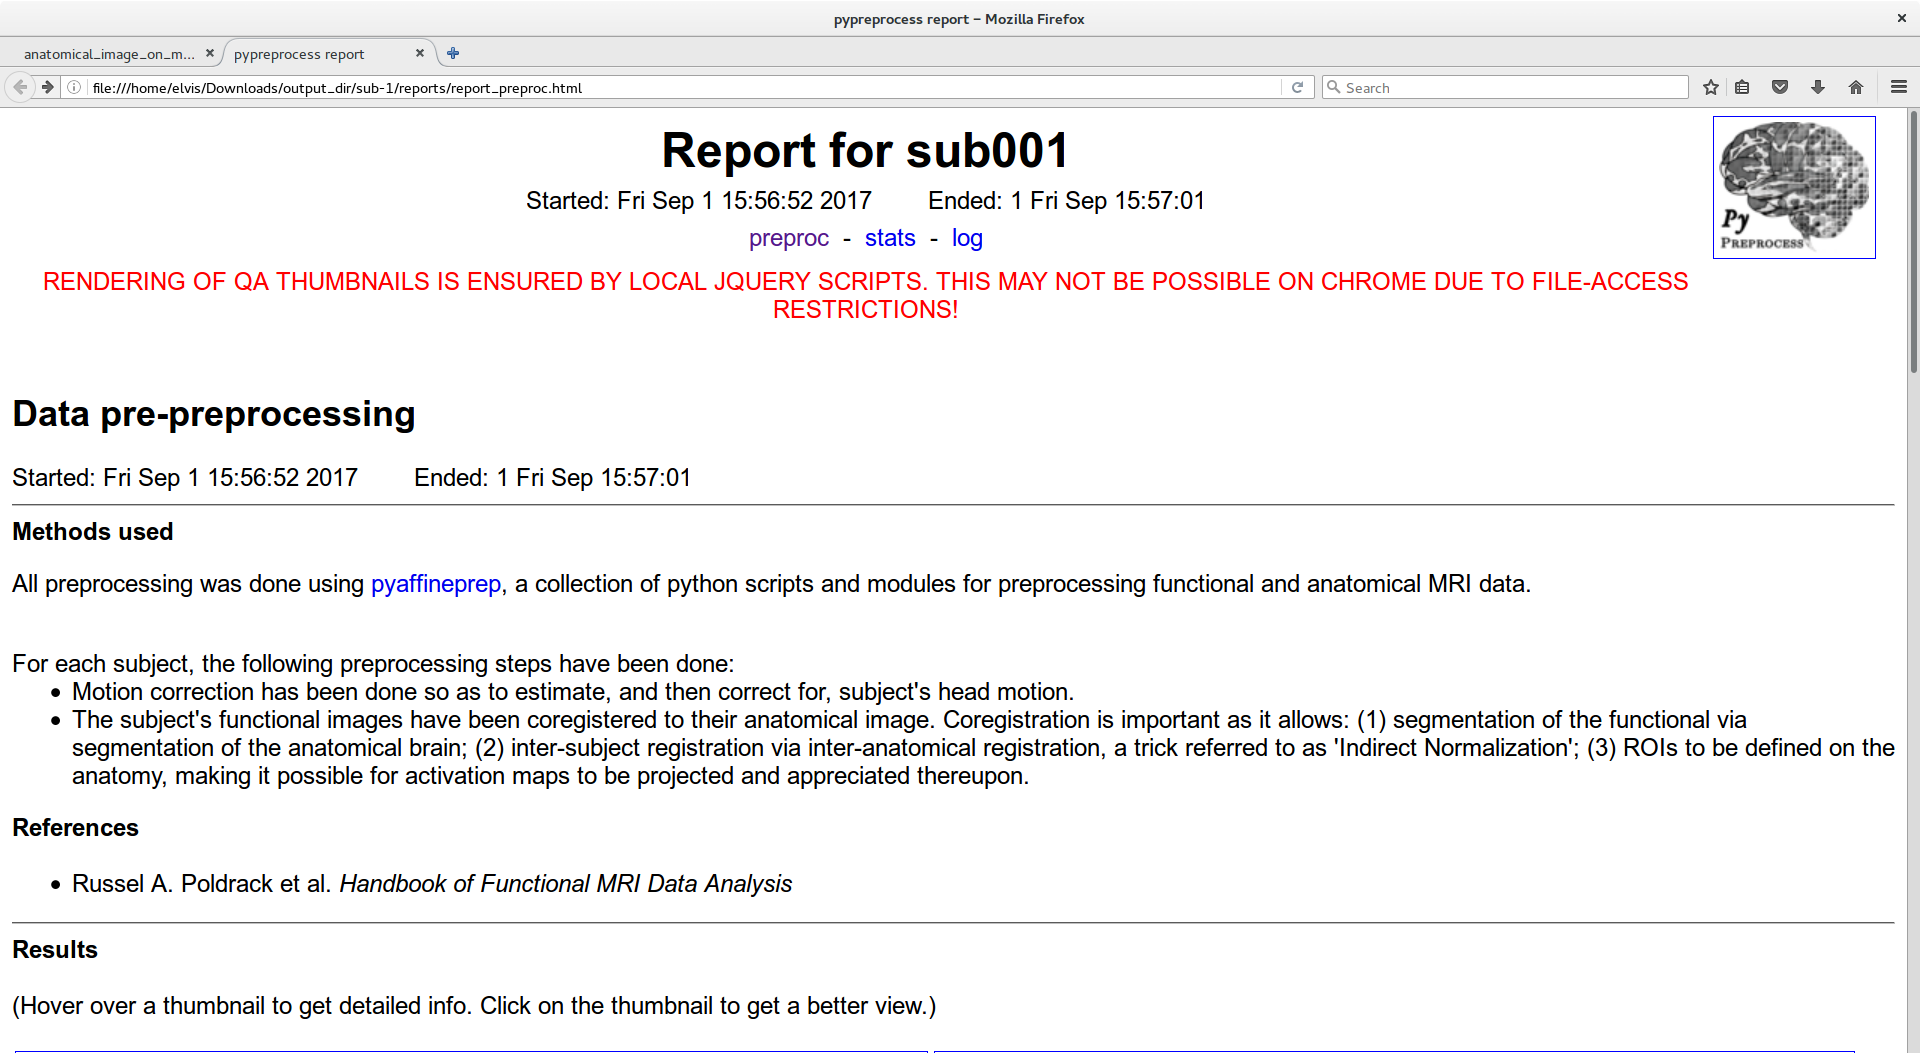 pypreprocess report – Mozilla Firefox
anatomical_image_on_m...
pypreprocess report
file:///home/elvis/Downloads/output_dir/sub-1/reports/report_preproc.html
Search
Report for sub001
Started: Fri Sep 1 15:56:52 2017 Ended: 1 Fri Sep 15:57:01
preproc - stats - log
RENDERING OF QA THUMBNAILS IS ENSURED BY LOCAL JQUERY SCRIPTS. THIS MAY NOT BE POSSIBLE ON CHROME DUE TO FILE-ACCESS
RESTRICTIONS!
Py
PREPROCESS
Data pre-preprocessing
Started: Fri Sep 1 15:56:52 2017 Ended: 1 Fri Sep 15:57:01
Methods used
All preprocessing was done using pyaffineprep, a collection of python scripts and modules for preprocessing functional and anatomical MRI data.
For each subject, the following preprocessing steps have been done:
• Motion correction has been done so as to estimate, and then correct for, subject's head motion.
• The subject's functional images have been coregistered to their anatomical image. Coregistration is important as it allows: (1) segmentation of the functional via
segmentation of the anatomical brain; (2) inter-subject registration via inter-anatomical registration, a trick referred to as 'Indirect Normalization'; (3) ROIs to be defined on the
anatomy, making it possible for activation maps to be projected and appreciated thereupon.
References
• Russel A. Poldrack et al. Handbook of Functional MRI Data Analysis
Results
(Hover over a thumbnail to get detailed info. Click on the thumbnail to get a better view.)